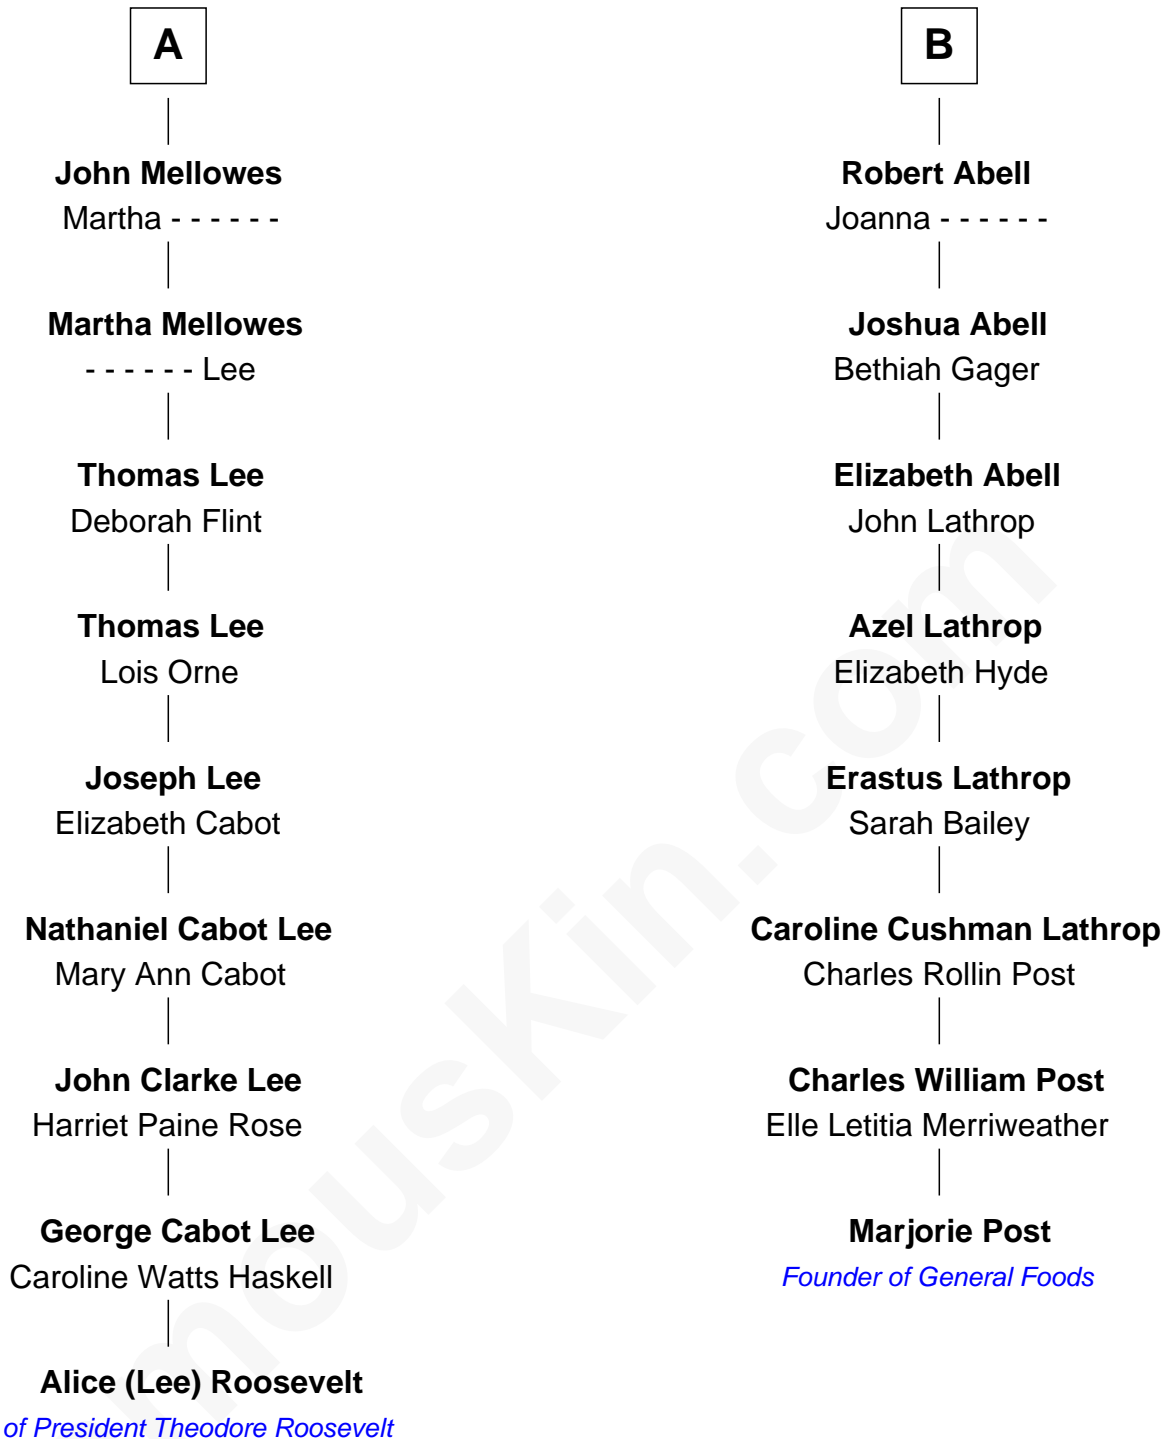 A
John Mellowes
Martha - - - - - -
Martha Mellowes
- - - - - - Lee
Thomas Lee
Deborah Flint
Thomas Lee
Lois Orne
Joseph Lee
Elizabeth Cabot
Nathaniel Cabot Lee
Mary Ann Cabot
John Clarke Lee
Harriet Paine Rose
George Cabot Lee
Caroline Watts Haskell
Alice (Lee) Roosevelt
of President Theodore Roosevelt
B
Robert Abell
Joanna - - - - - -
Joshua Abell
Bethiah Gager
Elizabeth Abell
John Lathrop
Azel Lathrop
Elizabeth Hyde
Erastus Lathrop
Sarah Bailey
Caroline Cushman Lathrop
Charles Rollin Post
Charles William Post
Elle Letitia Merriweather
Marjorie Post
Founder of General Foods
mousKin.com